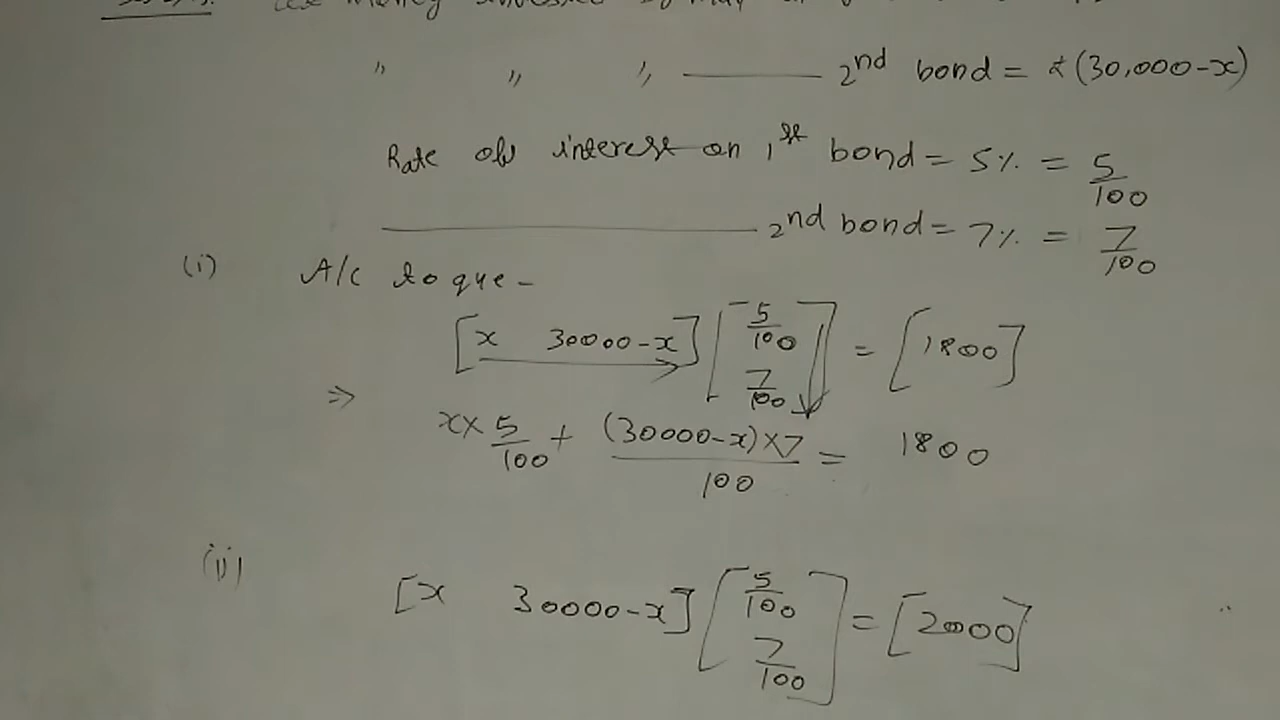 money
" " " —— 2nd bond = ₹(30,000-x)
Rate of interest on 1st bond = 5% = 5/100
—— 2nd bond = 7% = 7/100
(i) A/c to que -
[x 30000-x] [5/100 7/100] = [1800]
⇒ x × 5/100 + (30000-x)×7/100 = 1800
(ii) [x 30000-x] [5/100 7/100] = [2000]